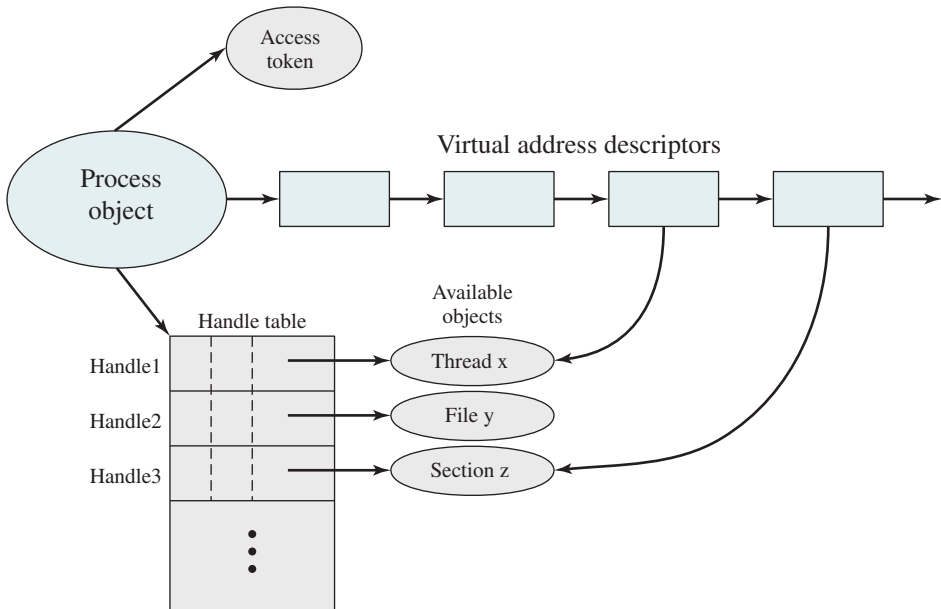 Access
token
Process
object
Virtual address descriptors
Available
objects
Handle table
Handle1
Thread x
Handle2
File y
Handle3
Section z